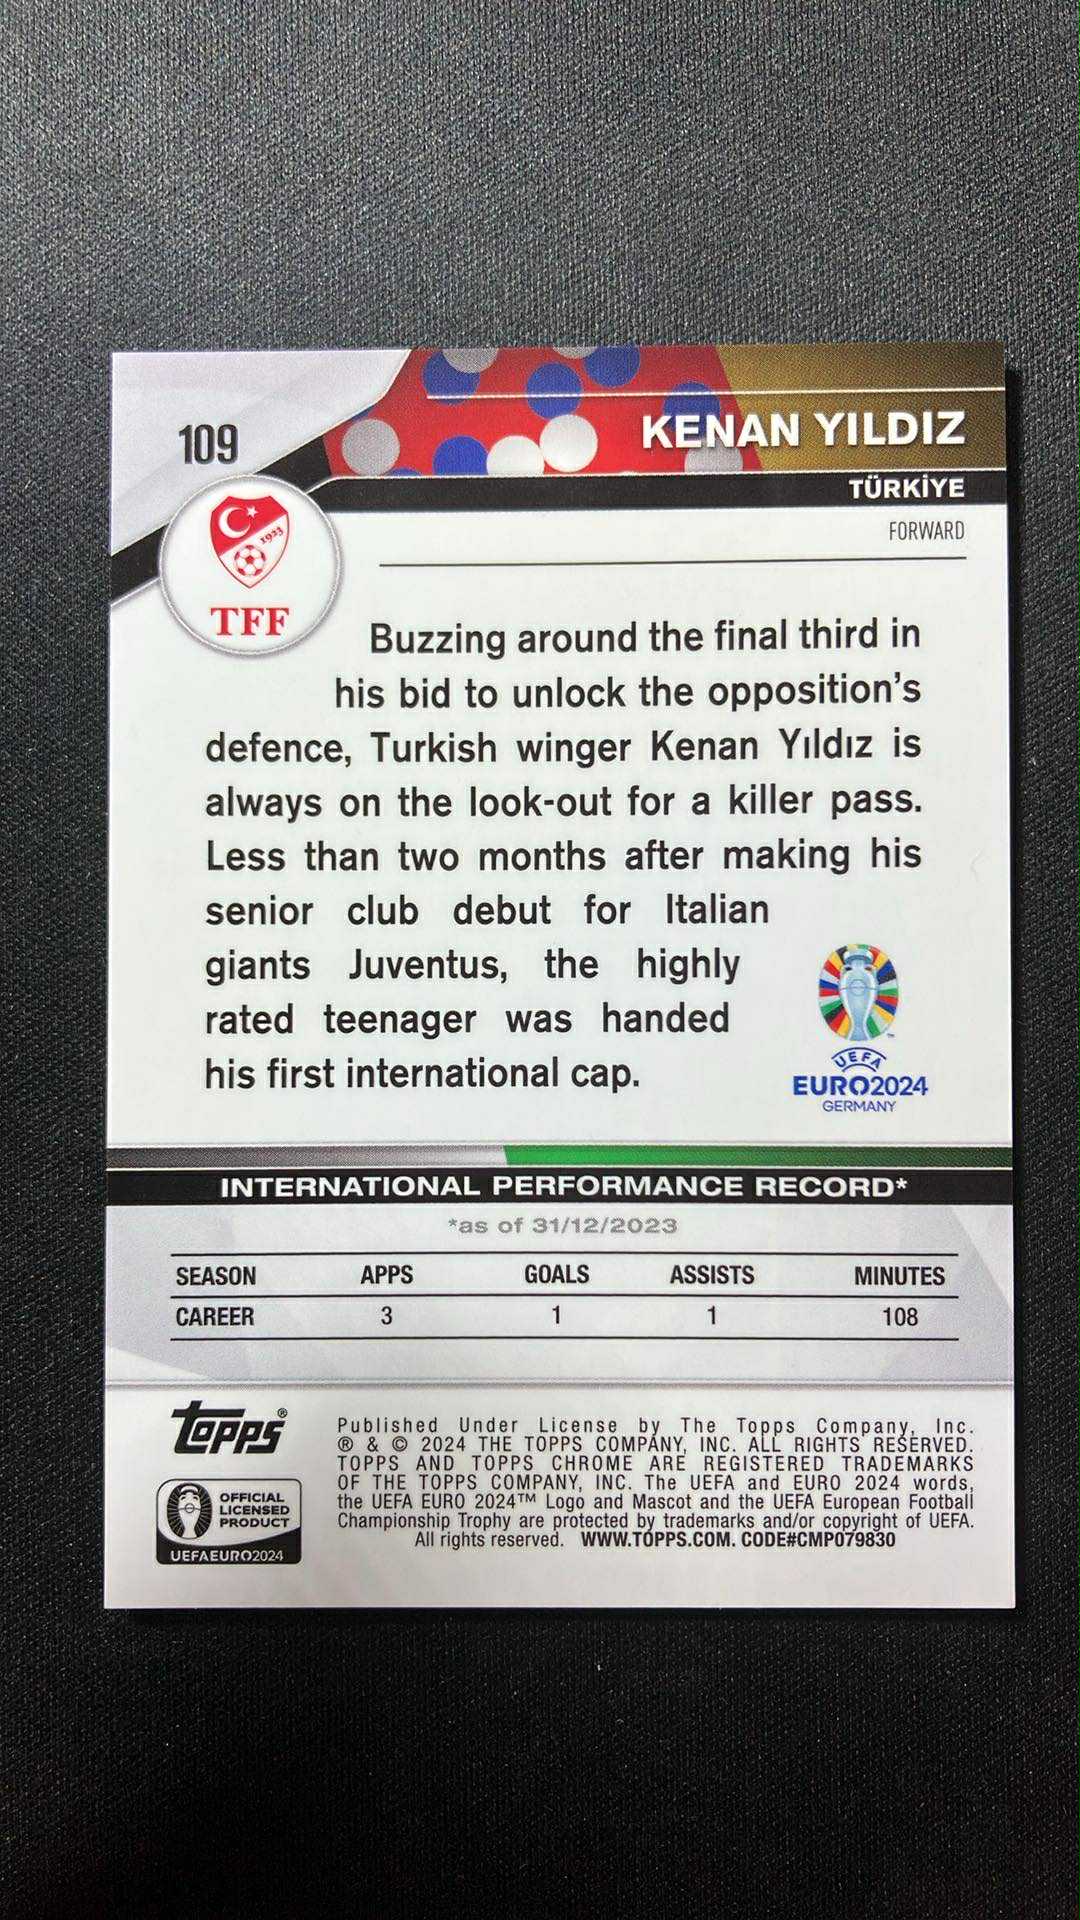 109
KENAN YILDIZ
TÜRKİYE
FORWARD
1923
TFF
Buzzing around the final third in
his bid to unlock the opposition's
defence, Turkish winger Kenan Yıldız is
always on the look-out for a killer pass.
Less than two months after making his
senior club debut for Italian
giants Juventus, the highly
rated teenager was handed
his first international cap.
UEFA
EURO2024
GERMANY
INTERNATIONAL PERFORMANCE RECORD*
*as of 31/12/2023
SEASON APPS GOALS ASSISTS MINUTES
CAREER 3 1 1 108
topps®
OFFICIAL
LICENSED
PRODUCT
UEFAEURO2024
Published Under License by The Topps Company, Inc.
® & © 2024 THE TOPPS COMPANY, INC. ALL RIGHTS RESERVED.
TOPPS AND TOPPS CHROME ARE REGISTERED TRADEMARKS
OF THE TOPPS COMPANY, INC. The UEFA and EURO 2024 words,
the UEFA EURO 2024™ Logo and Mascot and the UEFA European Football
Championship Trophy are protected by trademarks and/or copyright of UEFA.
All rights reserved. WWW.TOPPS.COM. CODE#CMP079830